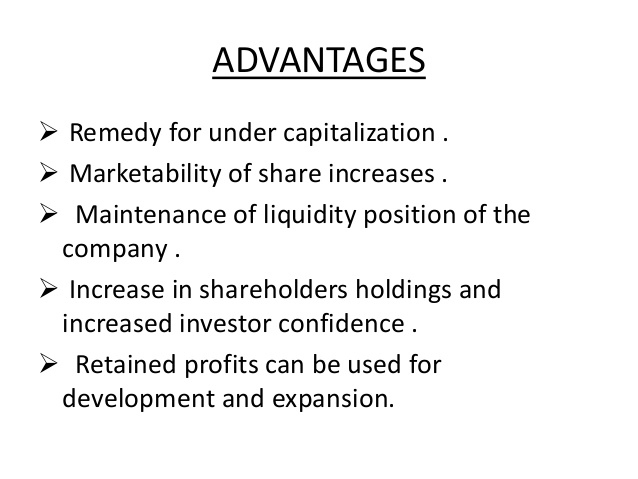 ADVANTAGES
➢ Remedy for under capitalization .
➢ Marketability of share increases .
➢ Maintenance of liquidity position of the
company .
➢ Increase in shareholders holdings and
increased investor confidence .
➢ Retained profits can be used for
development and expansion.